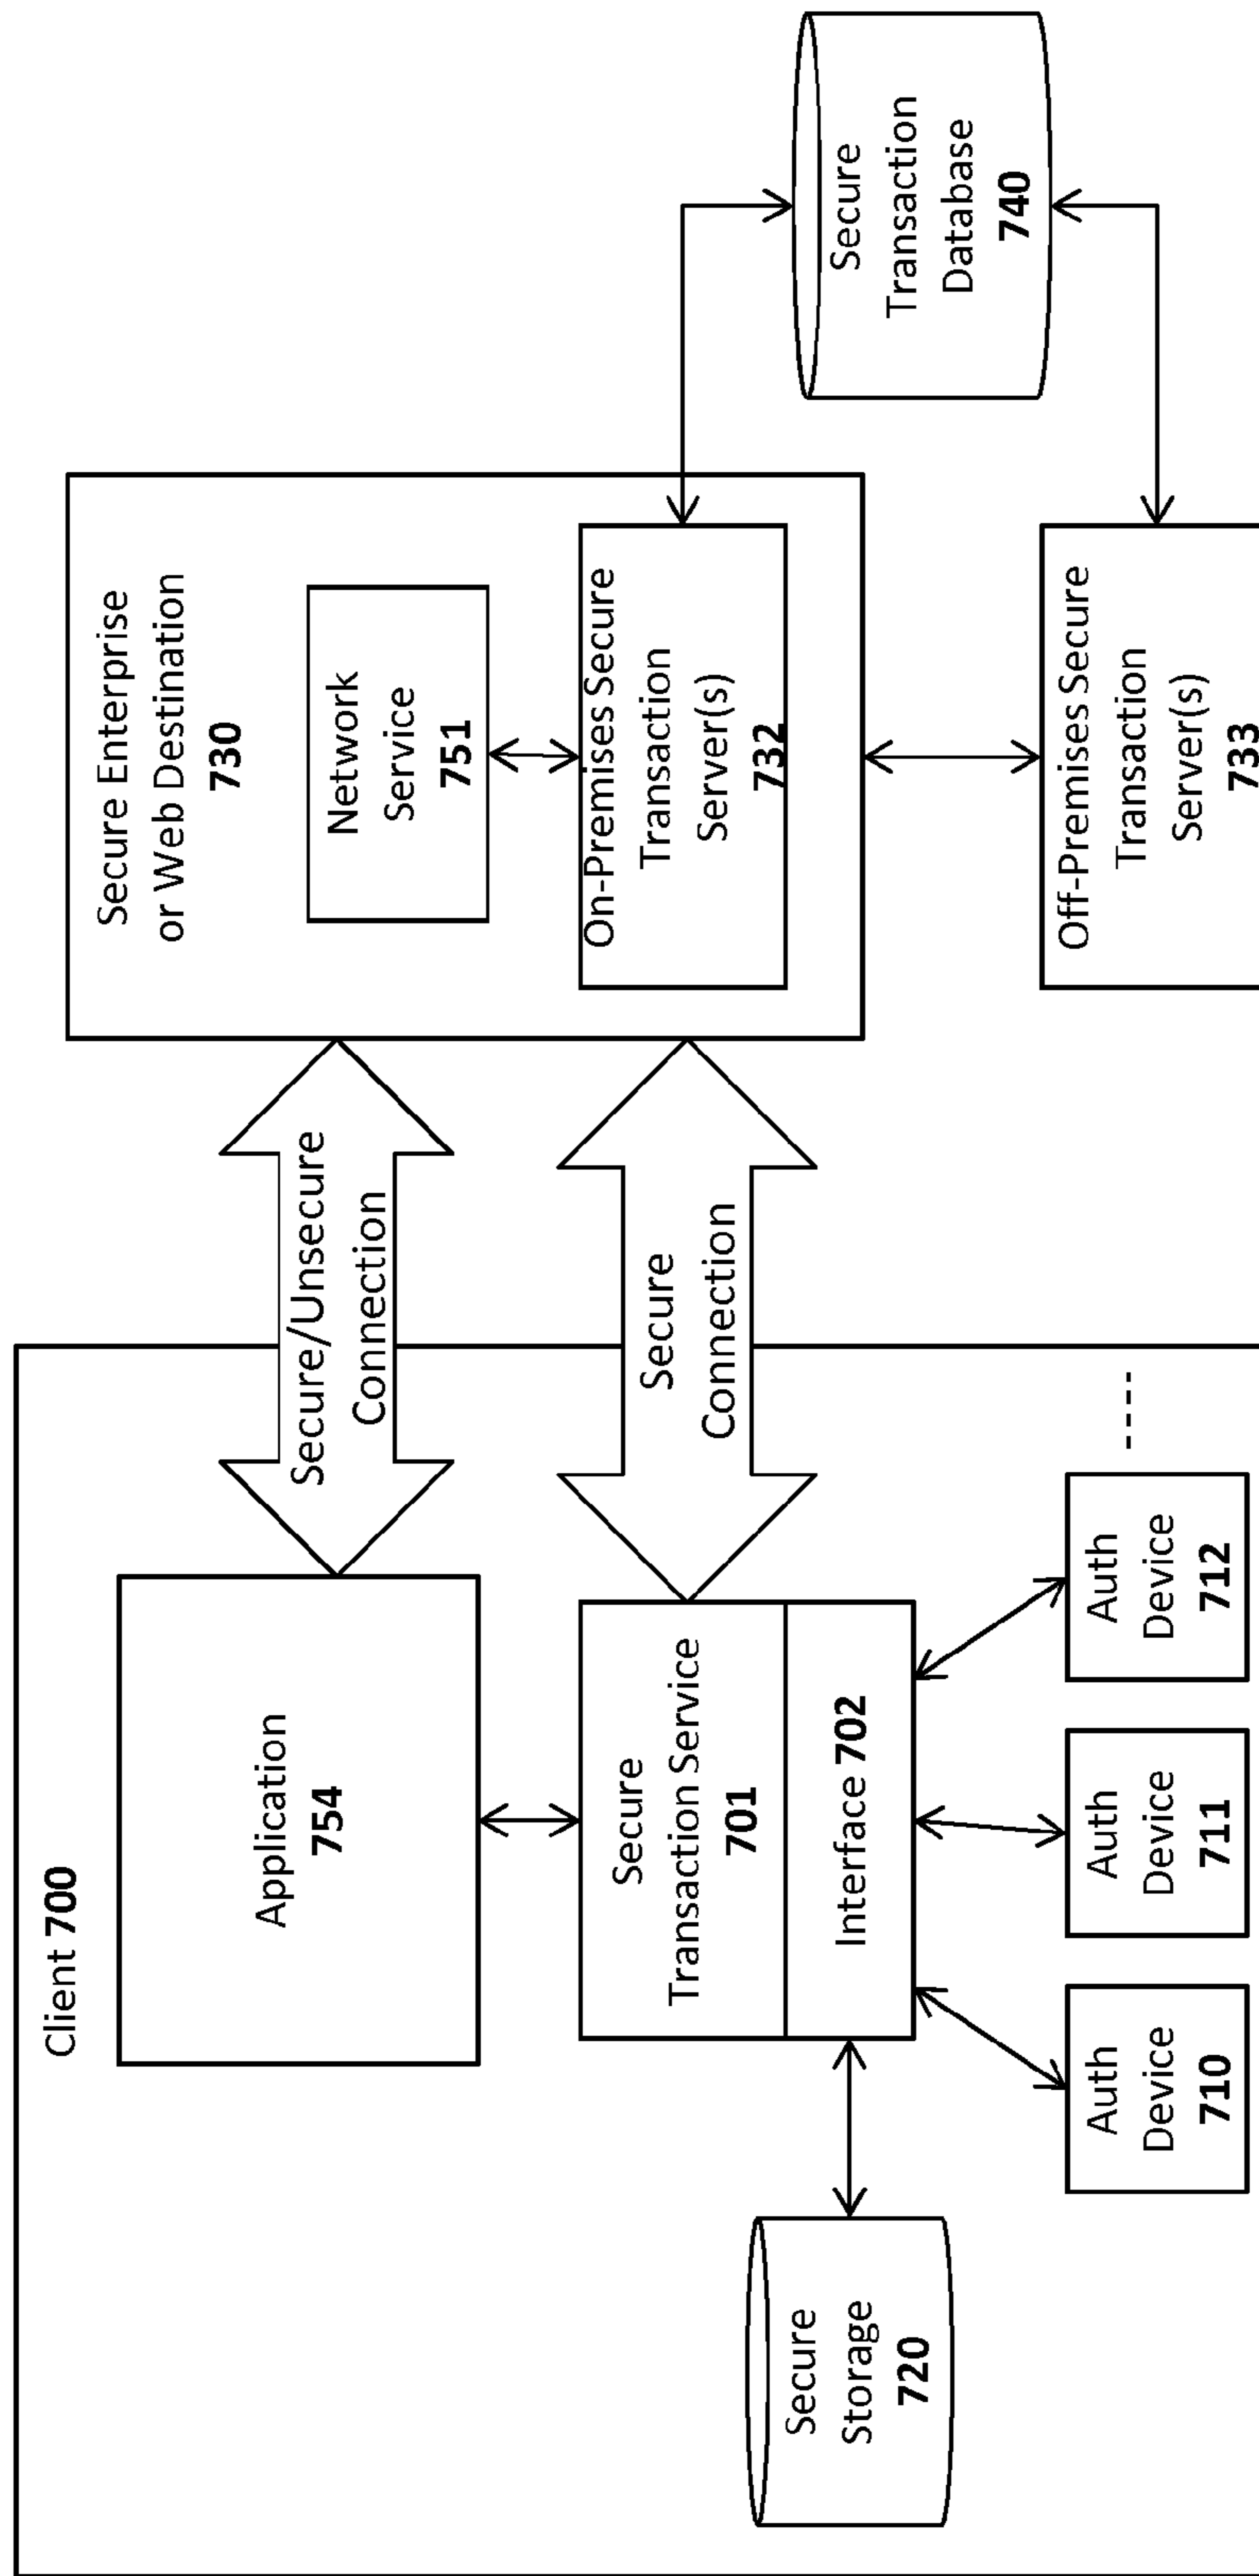 Client 700
Application
754
Secure
Transaction Service
701
Interface 702
Secure
Storage
720
Auth
Device
710
Auth
Device
711
Auth
Device
712
Secure/Unsecure
Connection
Secure
Connection
Secure Enterprise
or Web Destination
730
Network
Service
751
On-Premises Secure
Transaction
Server(s)
732
Off-Premises Secure
Transaction
Server(s)
733
Secure
Transaction
Database
740